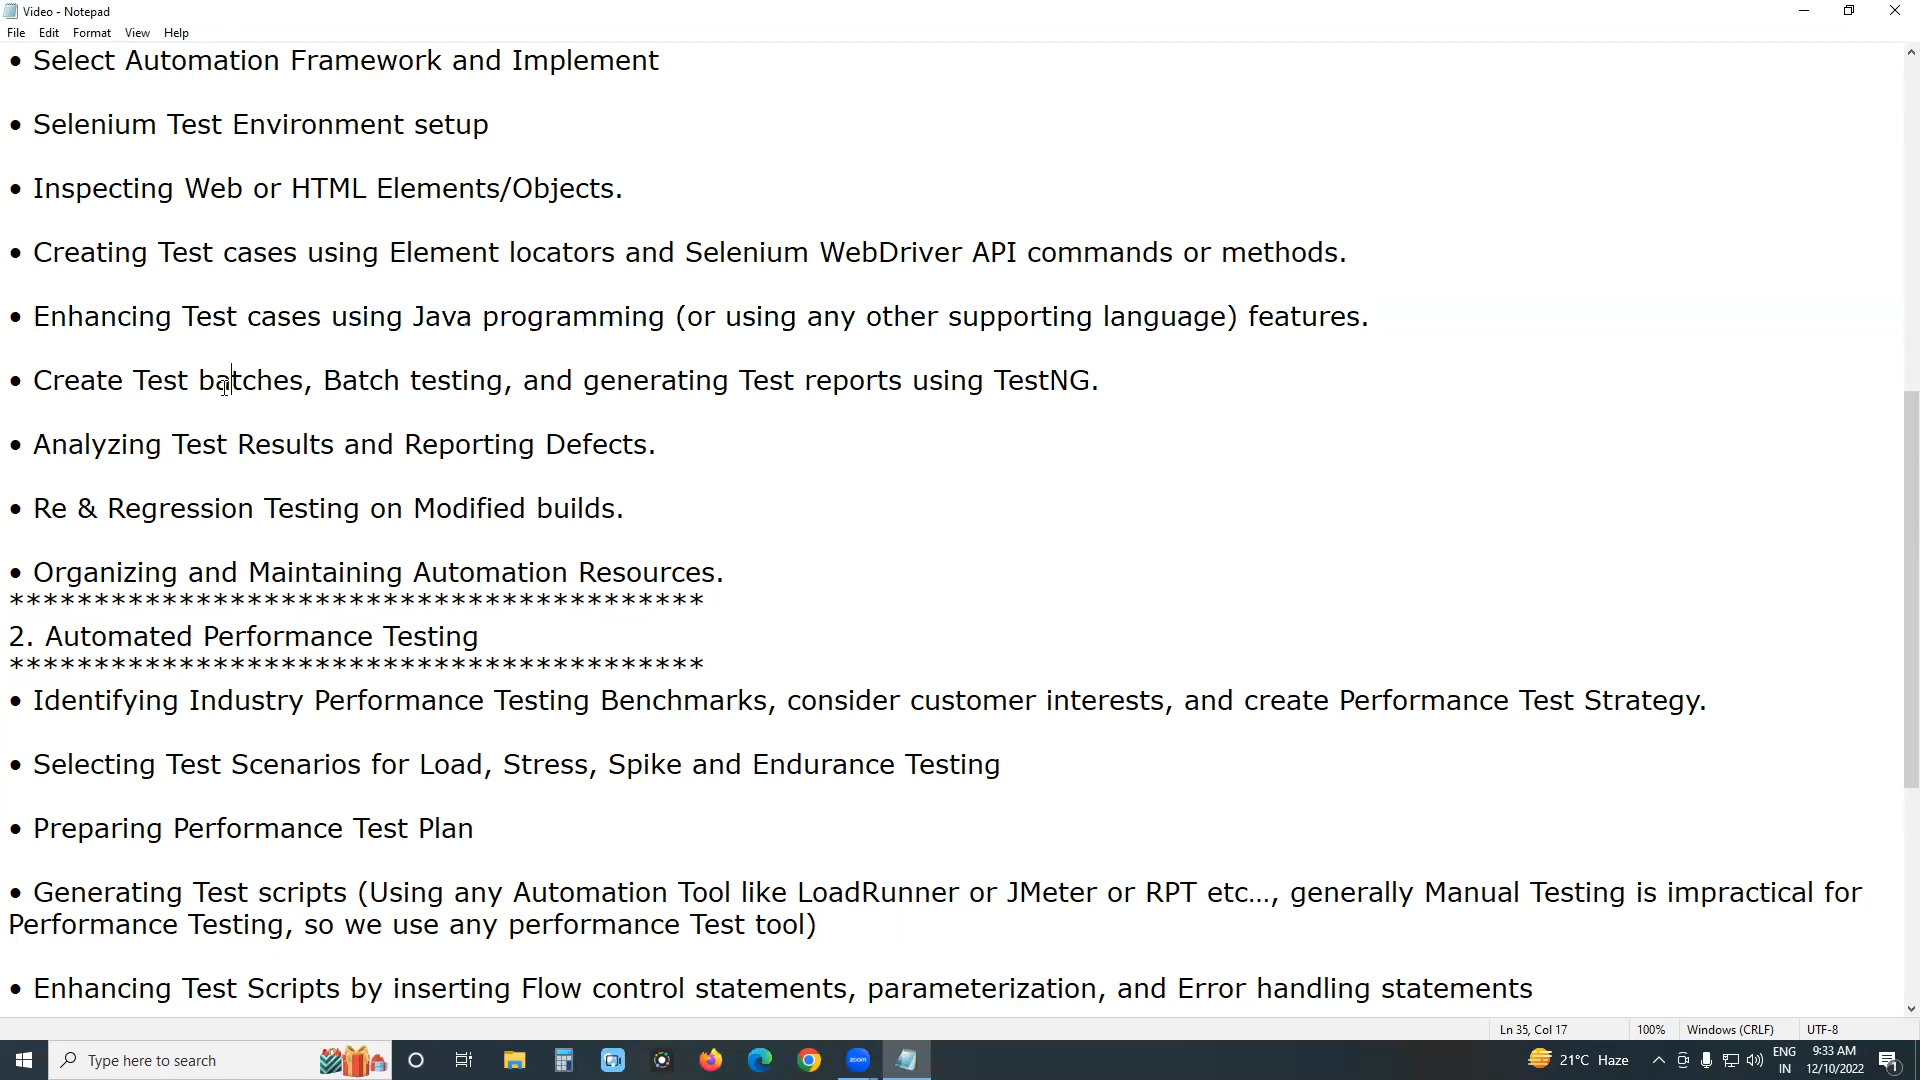 Video - Notepad
File Edit Format View Help
• Select Automation Framework and Implement
• Selenium Test Environment setup
• Inspecting Web or HTML Elements/Objects.
• Creating Test cases using Element locators and Selenium WebDriver API commands or methods.
• Enhancing Test cases using Java programming (or using any other supporting language) features.
• Create Test batches, Batch testing, and generating Test reports using TestNG.
• Analyzing Test Results and Reporting Defects.
• Re & Regression Testing on Modified builds.
• Organizing and Maintaining Automation Resources.
*****************************************
2. Automated Performance Testing
*****************************************
• Identifying Industry Performance Testing Benchmarks, consider customer interests, and create Performance Test Strategy.
• Selecting Test Scenarios for Load, Stress, Spike and Endurance Testing
• Preparing Performance Test Plan
• Generating Test scripts (Using any Automation Tool like LoadRunner or JMeter or RPT etc..., generally Manual Testing is impractical for
Performance Testing, so we use any performance Test tool)
• Enhancing Test Scripts by inserting Flow control statements, parameterization, and Error handling statements
Ln 35, Col 17 100% Windows (CRLF) UTF-8
Type here to search zoom 21°C Haze ENG IN 9:33 AM 12/10/2022 1